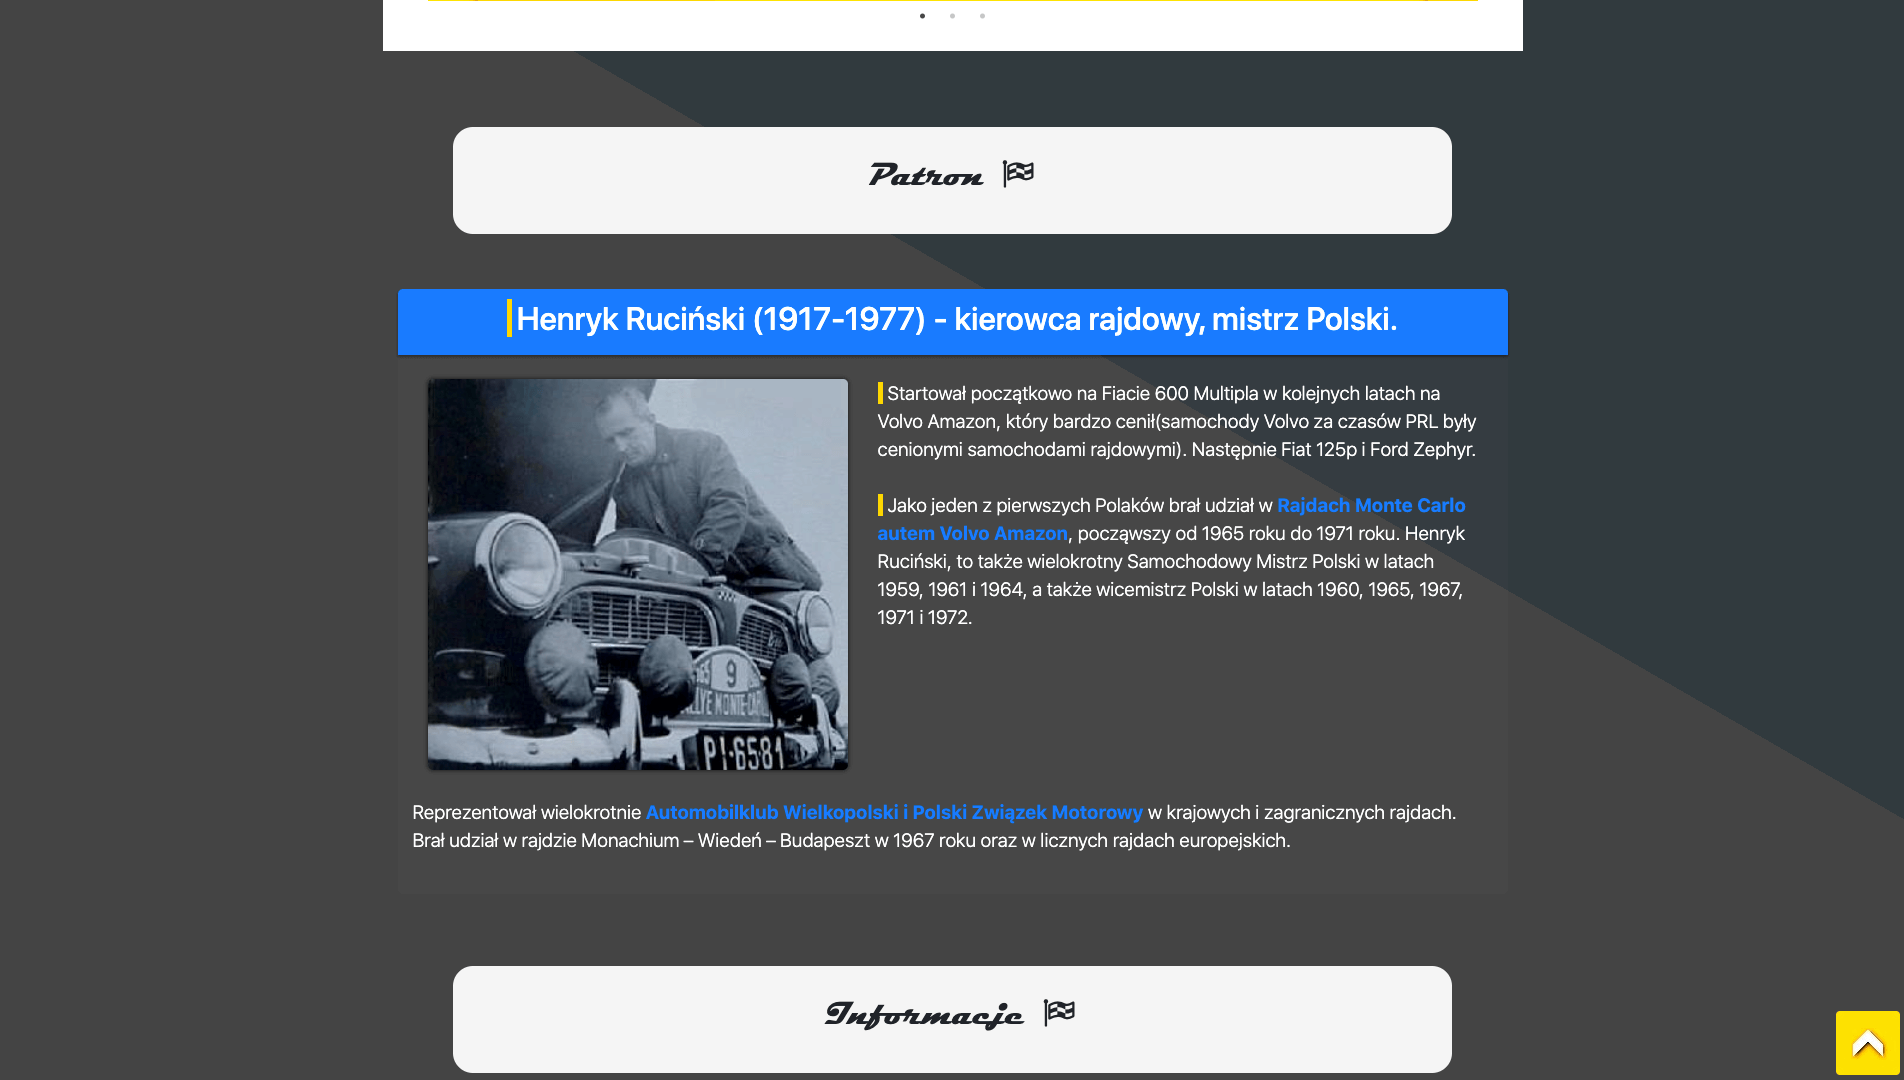 Patron
Henryk Ruciński (1917-1977) - kierowca rajdowy, mistrz Polski.
Startował początkowo na Fiacie 600 Multipla w kolejnych latach na
Volvo Amazon, który bardzo cenił(samochody Volvo za czasów PRL były
cenionymi samochodami rajdowymi). Następnie Fiat 125p i Ford Zephyr.
Jako jeden z pierwszych Polaków brał udział w Rajdach Monte Carlo
autem Volvo Amazon, począwszy od 1965 roku do 1971 roku. Henryk
Ruciński, to także wielokrotny Samochodowy Mistrz Polski w latach
1959, 1961 i 1964, a także wicemistrz Polski w latach 1960, 1965, 1967,
1971 i 1972.
9
MONTE-CARL
PI-6581
Reprezentował wielokrotnie Automobilklub Wielkopolski i Polski Związek Motorowy w krajowych i zagranicznych rajdach.
Brał udział w rajdzie Monachium – Wiedeń – Budapeszt w 1967 roku oraz w licznych rajdach europejskich.
Informacje